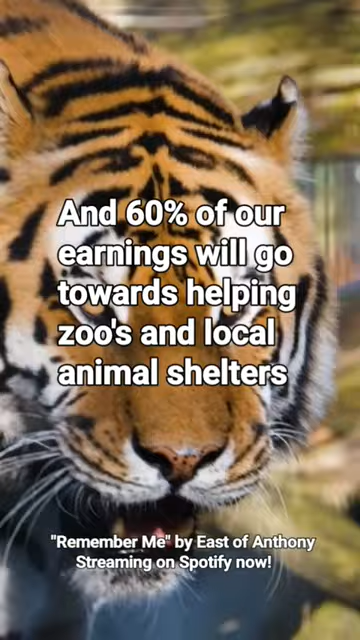 And 60% of our
earnings will go
towards helping
zoo's and local
animal shelters
"Remember Me" by East of Anthony
Streaming on Spotify now!